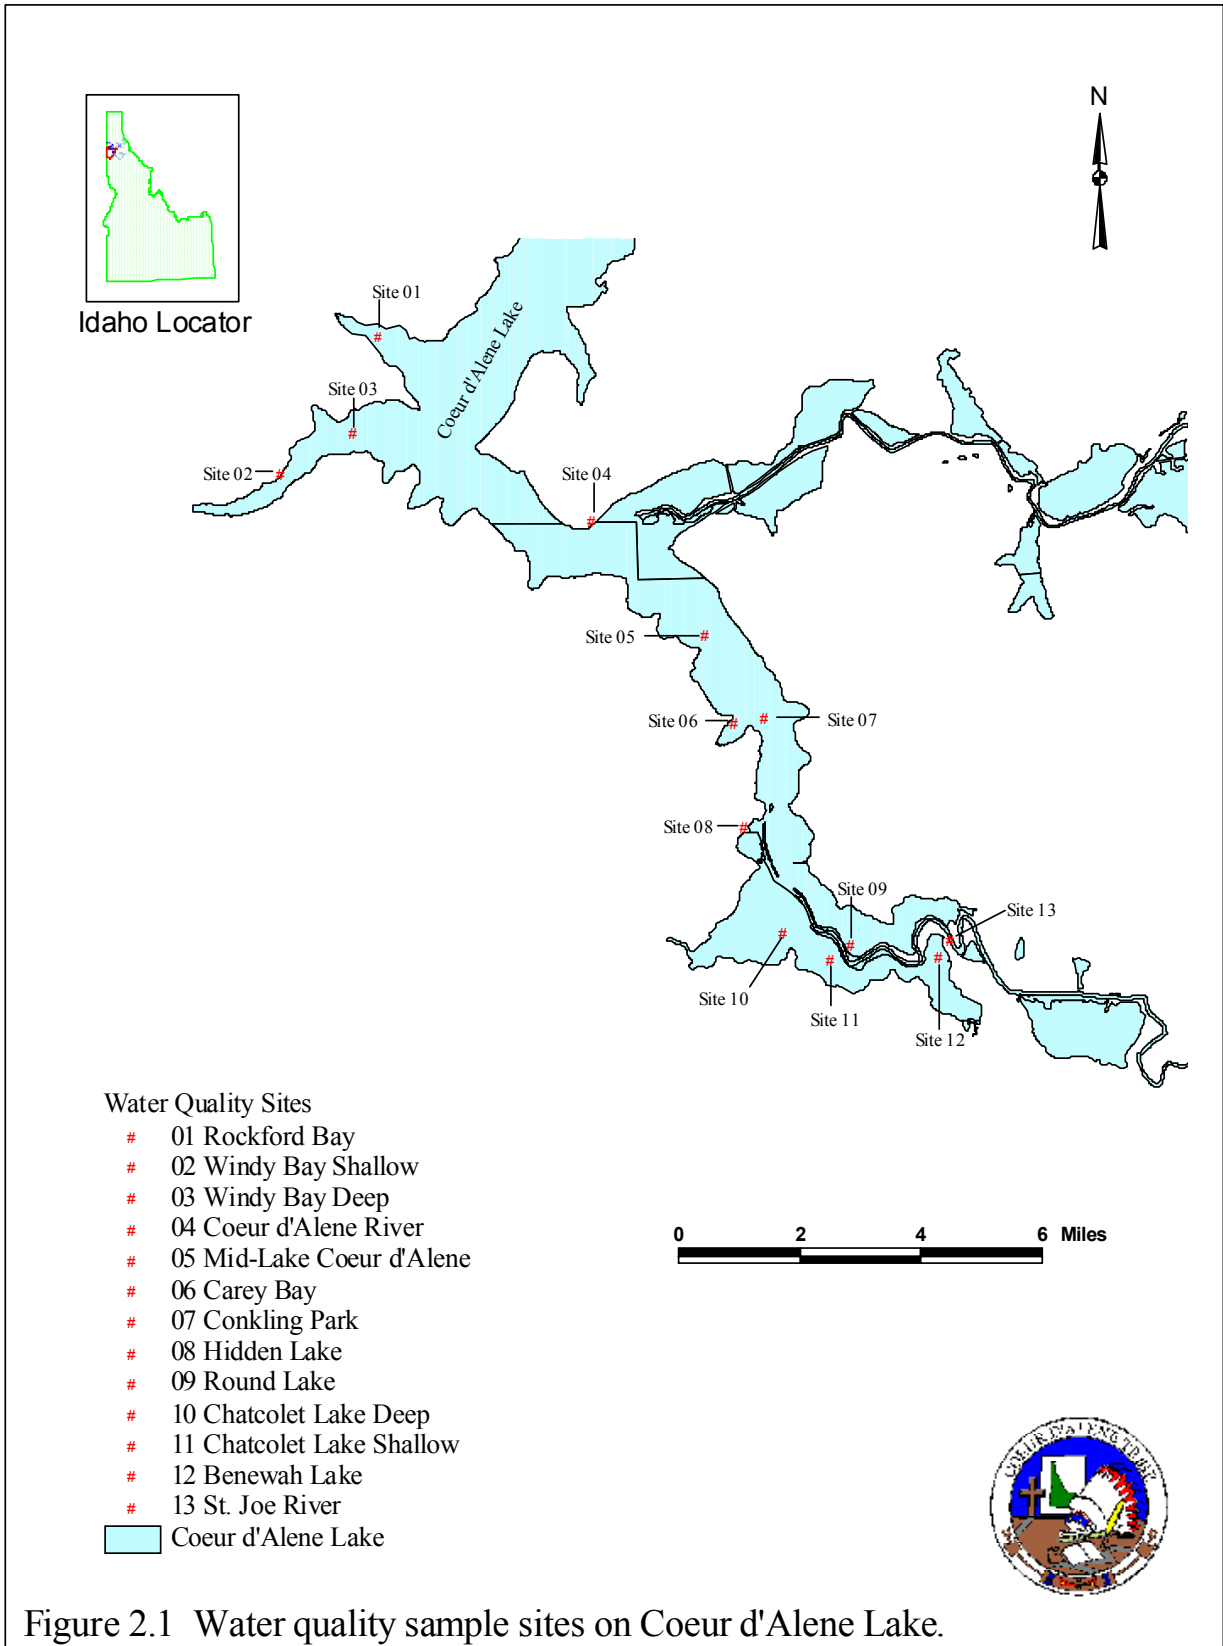 N
Idaho Locator
Site 01
Coeur d'Alene Lake
Site 03
Site 02
Site 04
Site 05
Site 06
Site 07
Site 08
Site 09
Site 13
Site 10
Site 11
Site 12
Water Quality Sites
# 01 Rockford Bay
# 02 Windy Bay Shallow
# 03 Windy Bay Deep
# 04 Coeur d'Alene River
# 05 Mid-Lake Coeur d'Alene
# 06 Carey Bay
# 07 Conkling Park
# 08 Hidden Lake
# 09 Round Lake
# 10 Chatcolet Lake Deep
# 11 Chatcolet Lake Shallow
# 12 Benewah Lake
# 13 St. Joe River
Coeur d'Alene Lake
0 2 4 6 Miles
COEUR D'ALENE TRIBE
Figure 2.1 Water quality sample sites on Coeur d'Alene Lake.